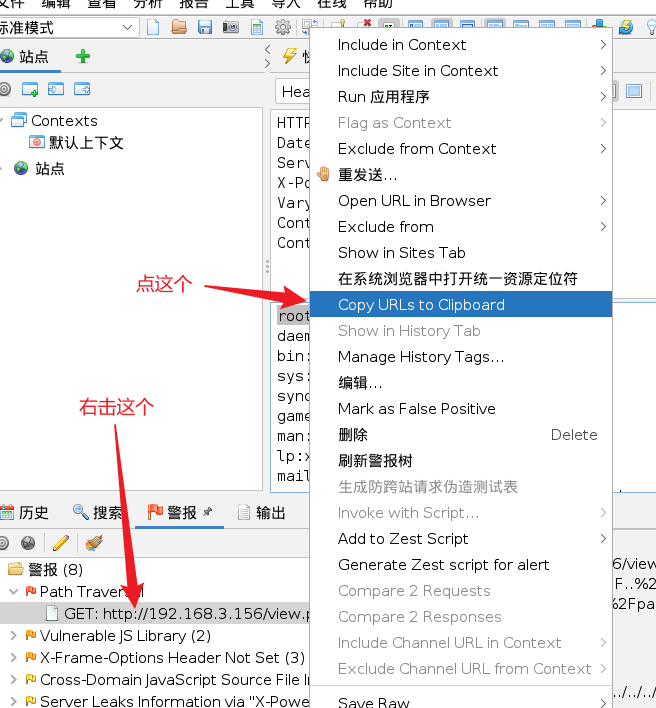 文件 编辑 查看 分析 报告 工具 导入 在线 帮助
标准模式
站点
Contexts
默认上下文
站点
Hea
HTTP
Date
Serv
X-Po
Vary
Cont
Cont
root
daem
bin:
sys:
sync
game
man:
lp:x
mail
Include in Context
Include Site in Context
Run 应用程序
Flag as Context
Exclude from Context
重发送...
Open URL in Browser
Exclude from
Show in Sites Tab
在系统浏览器中打开统一资源定位符
Copy URLs to Clipboard
Show in History Tab
Manage History Tags...
编辑...
Mark as False Positive
删除 Delete
刷新警报树
生成防跨站请求伪造测试表
Invoke with Script...
Add to Zest Script
Generate Zest script for alert
Compare 2 Requests
Compare 2 Responses
Include Channel URL in Context
Exclude Channel URL from Context
Save Raw
点这个
右击这个
历史 搜索 警报 输出
警报 (8)
Path Traversal
GET: http://192.168.3.156/view.p
Vulnerable JS Library (2)
X-Frame-Options Header Not Set (3)
Cross-Domain JavaScript Source File In
Server Leaks Information via "X-Powe
6/view
F..%2
%2Fpa
../../../